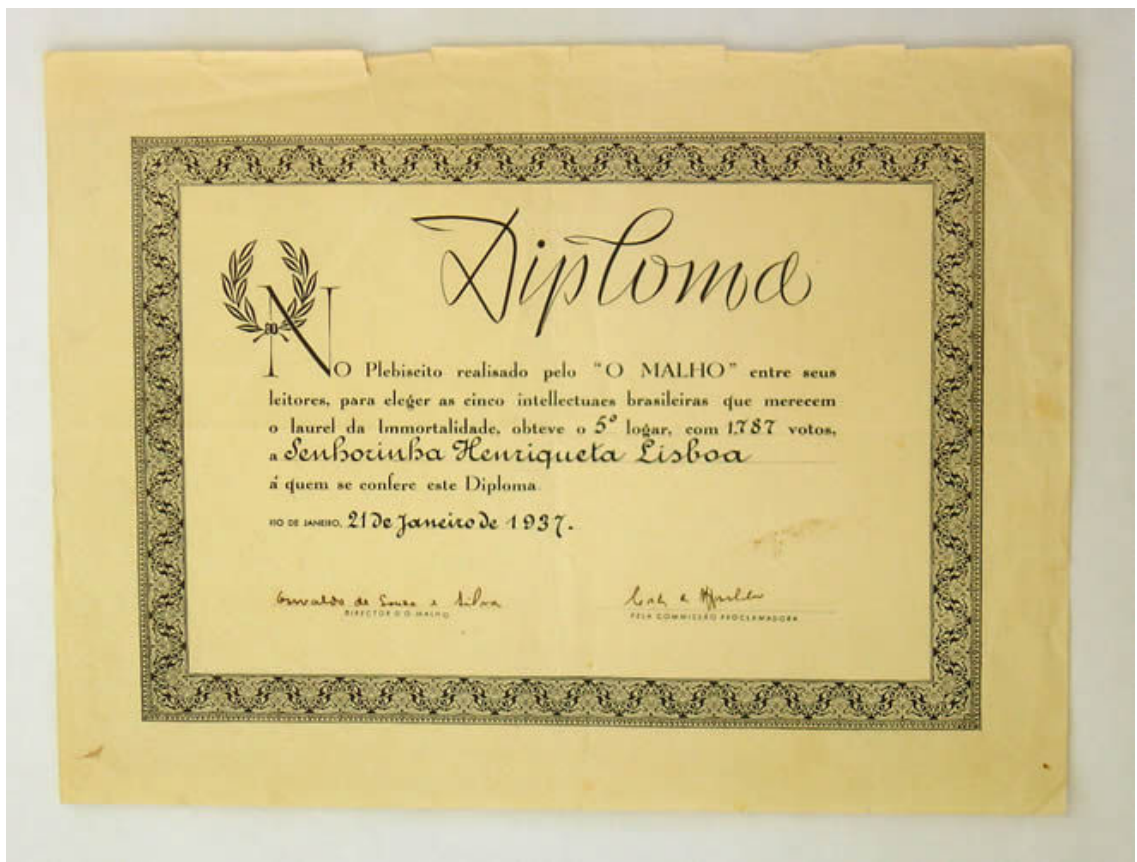 Diploma
NO Plebiscito realisado pelo "O MALHO" entre seus
leitores, para eleger as cinco intellectuaes brasileiras que merecem
o laurel da Immortalidade, obteve o 5º logar, com 1.787 votos,
a Senhorinha Henriqueta Lisboa
á quem se confere este Diploma.
RIO DE JANEIRO, 21 de Janeiro de 1937.
Oswaldo de Souza e Silva
DIRECTOR D'O MALHO
PELA COMMISSÃO PROCLAMADORA